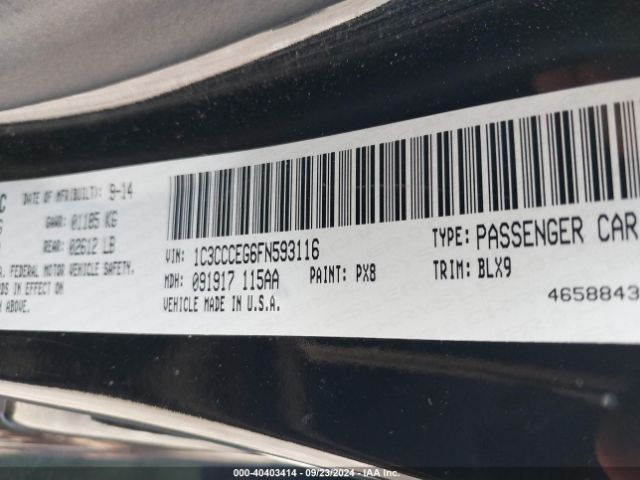 C
DATE OF MFR(BUILT): 9-14
GAWR: 01185 KG
REAR: 02612 LB
FEDERAL MOTOR VEHICLE SAFETY.
DS IN EFFECT ON
ABOVE.
VIN: 1C3CCCEG6FN593116
TYPE: PASSENGER CAR
MDH: 091917 115AA
PAINT: PX8
TRIM: BLX9
VEHICLE MADE IN U.S.A.
4658843
000-40403414 - 09/23/2024 - IAA Inc.